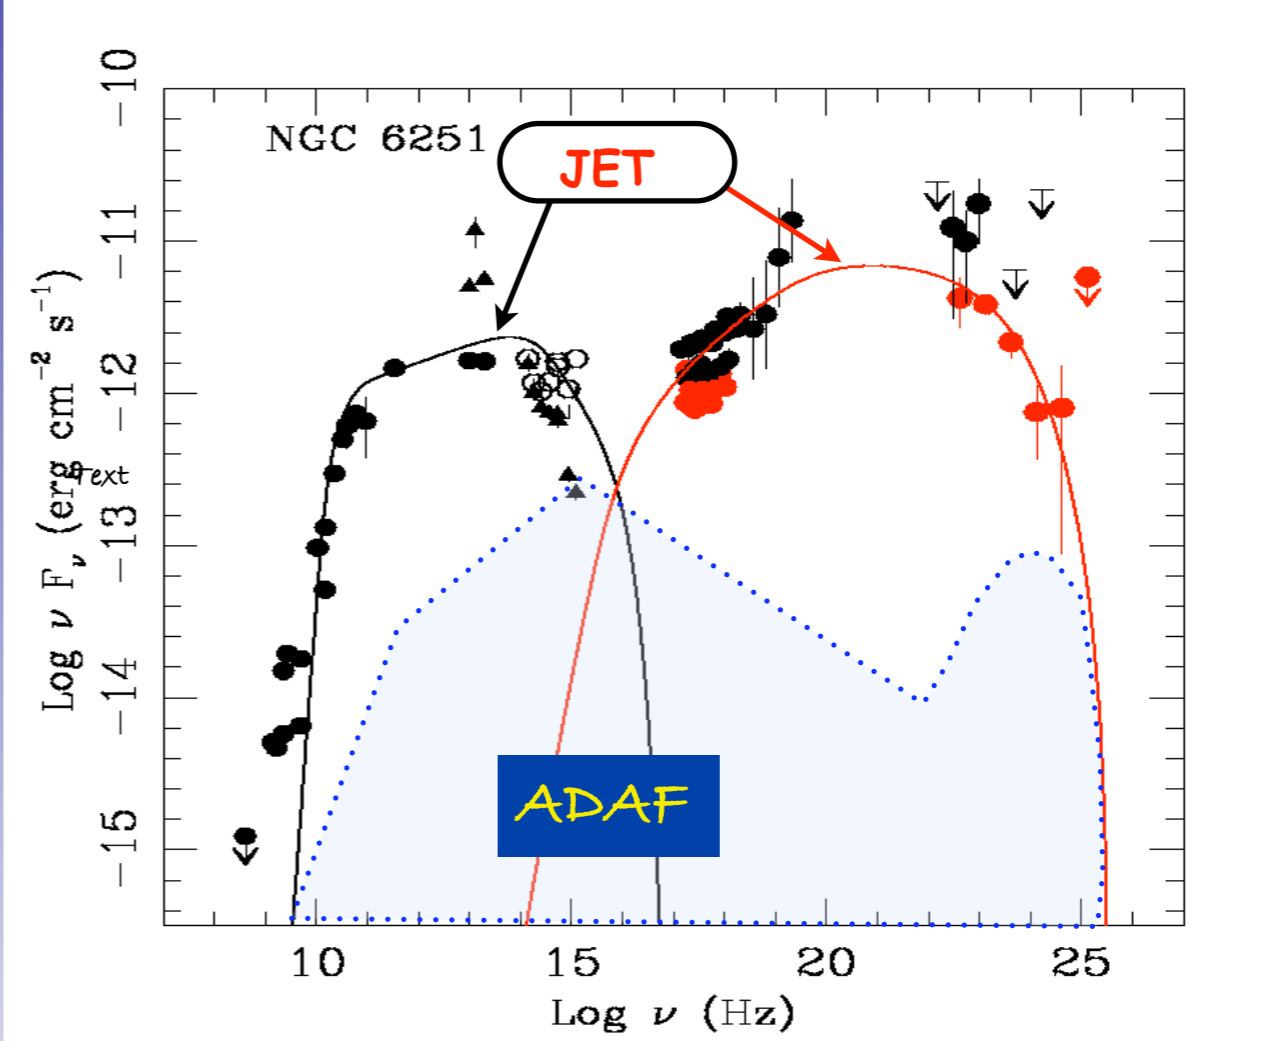 NGC 6251
JET
-10
-11
-12
-13
-14
-15
Log ν Fν (erg cm⁻² s⁻¹)
Text
ADAF
10 15 20 25
Log ν (Hz)